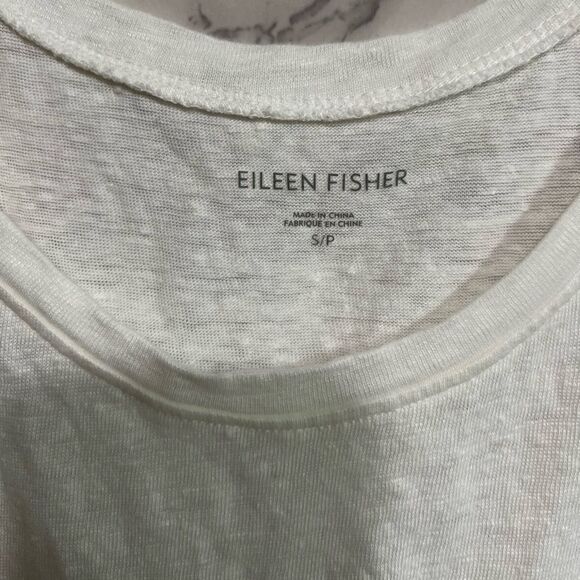 EILEEN FISHER
MADE IN CHINA
FABRIQUE EN CHINE
S/P